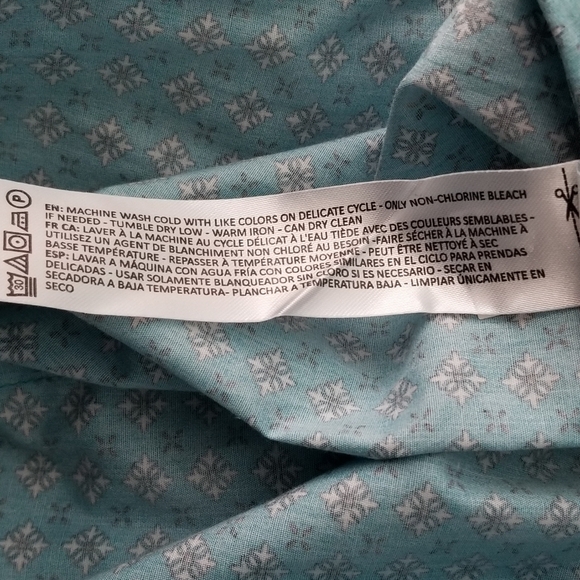 EN: MACHINE WASH COLD WITH LIKE COLORS ON DELICATE CYCLE - ONLY NON-CHLORINE BLEACH
IF NEEDED - TUMBLE DRY LOW - WARM IRON - CAN DRY CLEAN
FR CA: LAVER À LA MACHINE AU CYCLE DÉLICAT À L'EAU TIÈDE AVEC DES COULEURS SEMBLABLES -
UTILISEZ UN AGENT DE BLANCHIMENT NON CHLORÉ AU BESOIN -FAIRE SÉCHER À LA MACHINE À
BASSE TEMPÉRATURE - REPASSER À TEMPÉRATURE MOYENNE - PEUT ÊTRE NETTOYÉ À SEC
ESP: LAVAR A MÁQUINA CON AGUA FRÍA CON COLORES SIMILARES EN EL CICLO PARA PRENDAS
DELICADAS - USAR SOLAMENTE BLANQUEADOR SIN CLORO SI ES NECESARIO - SECAR EN
SECADORA A BAJA TEMPERATURA - PLANCHAR A TEMPERATURA BAJA - LIMPIAR ÚNICAMENTE EN
SECO
30
P